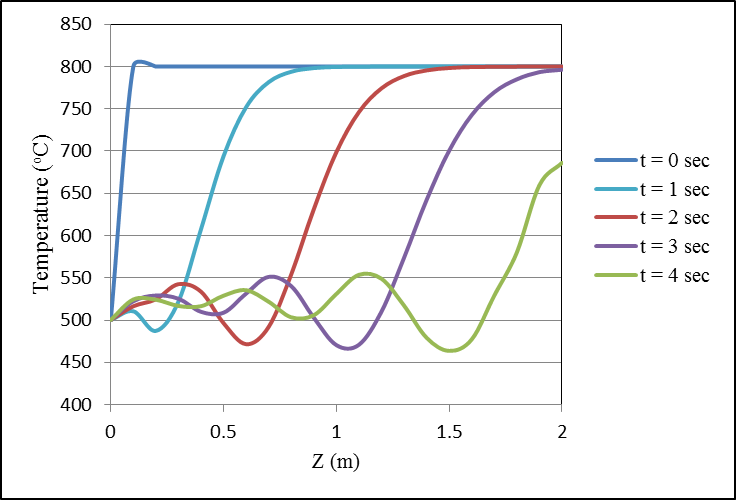 850
800
750
700
650
600
550
500
450
400
Temperature (°C)
0
0.5
1
1.5
2
Z (m)
t = 0 sec
t = 1 sec
t = 2 sec
t = 3 sec
t = 4 sec